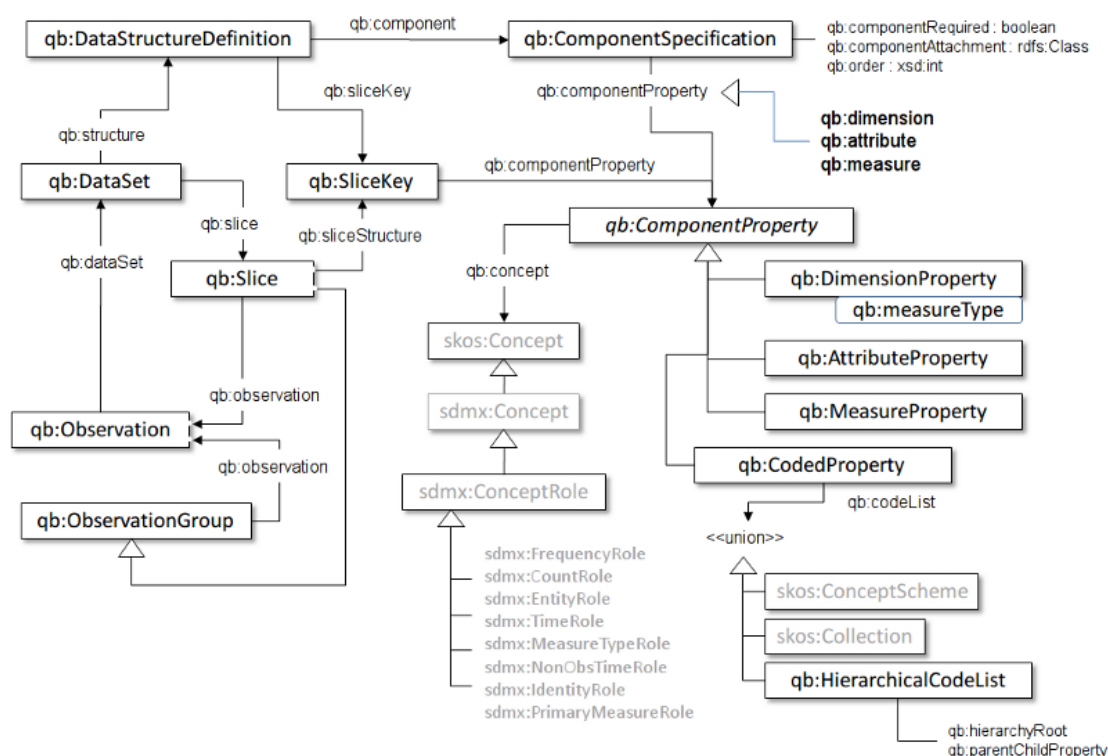 qb:DataStructureDefinition
qb:component
qb:ComponentSpecification
qb:componentRequired : boolean
qb:componentAttachment : rdfs:Class
qb:order : xsd:int
qb:sliceKey
qb:componentProperty
qb:dimension
qb:attribute
qb:measure
qb:structure
qb:DataSet
qb:SliceKey
qb:componentProperty
qb:slice
qb:sliceStructure
qb:ComponentProperty
qb:dataSet
qb:Slice
qb:concept
qb:DimensionProperty
qb:measureType
skos:Concept
qb:AttributeProperty
qb:observation
sdmx:Concept
qb:MeasureProperty
qb:Observation
qb:observation
qb:CodedProperty
sdmx:ConceptRole
qb:codeList
qb:ObservationGroup
<<union>>
sdmx:FrequencyRole
sdmx:CountRole
sdmx:EntityRole
sdmx:TimeRole
sdmx:MeasureTypeRole
sdmx:NonObsTimeRole
sdmx:IdentityRole
sdmx:PrimaryMeasureRole
skos:ConceptScheme
skos:Collection
qb:HierarchicalCodeList
qb:hierarchyRoot
qb:parentChildProperty